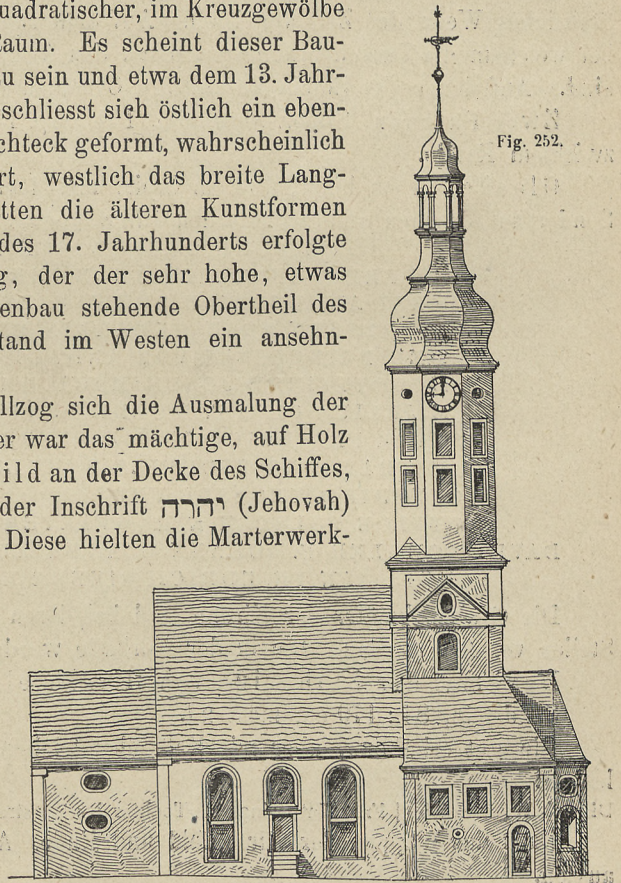 uadratischer, im Kreuzgewölbe
Raum. Es scheint dieser Bau-
u sein und etwa dem 13. Jahr-
schliesst sich östlich ein eben-
chteck geformt, wahrscheinlich
rt, westlich das breite Lang-
tten die älteren Kunstformen
des 17. Jahrhunderts erfolgte
g, der der sehr hohe, etwas
enbau stehende Obertheil des
tand im Westen ein ansehn-
llzog sich die Ausmalung der
er war das mächtige, auf Holz
ild an der Decke des Schiffes,
der Inschrift יהרה (Jehovah)
Diese hielten die Marterwerk-
Fig. 252.